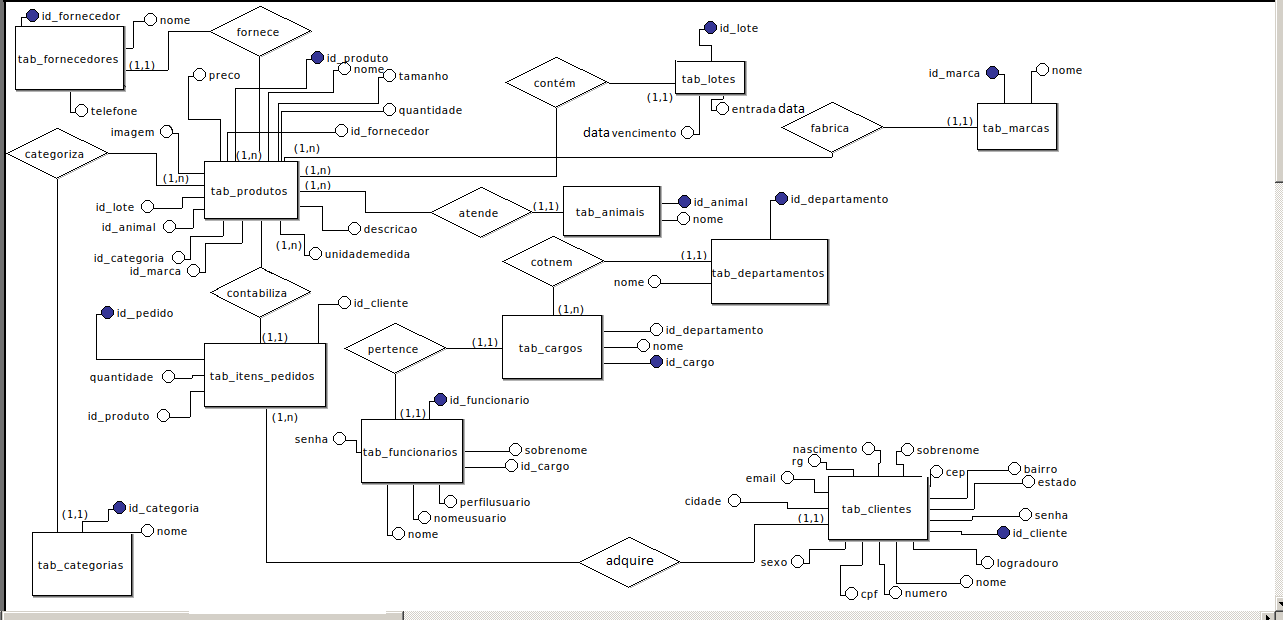 id_fornecedor
nome
fornece
tab_fornecedores
(1,1)
telefone
preco
id_produto
nome
tamanho
quantidade
id_fornecedor
imagem
categoriza
(1,n)
(1,n)
(1,n)
(1,n)
(1,n)
tab_produtos
contém
id_lote
tab_lotes
(1,1)
entrada data
data vencimento
fabrica
id_marca
nome
(1,1)
tab_marcas
atende
(1,1)
tab_animais
id_animal
nome
id_departamento
id_lote
id_animal
descricao
id_categoria
id_marca
(1,n)
unidademedida
cotnem
(1,1)
tab_departamentos
nome
(1,n)
contabiliza
id_cliente
id_pedido
(1,1)
quantidade
tab_itens_pedidos
id_produto
(1,n)
pertence
(1,1)
tab_cargos
id_departamento
nome
id_cargo
(1,1)
id_funcionario
senha
tab_funcionarios
sobrenome
id_cargo
perfilusuario
nomeusuario
nome
(1,1)
id_categoria
nome
tab_categorias
adquire
nascimento
sobrenome
rg
cep
bairro
email
estado
cidade
tab_clientes
senha
(1,1)
id_cliente
sexo
logradouro
nome
cpf
numero